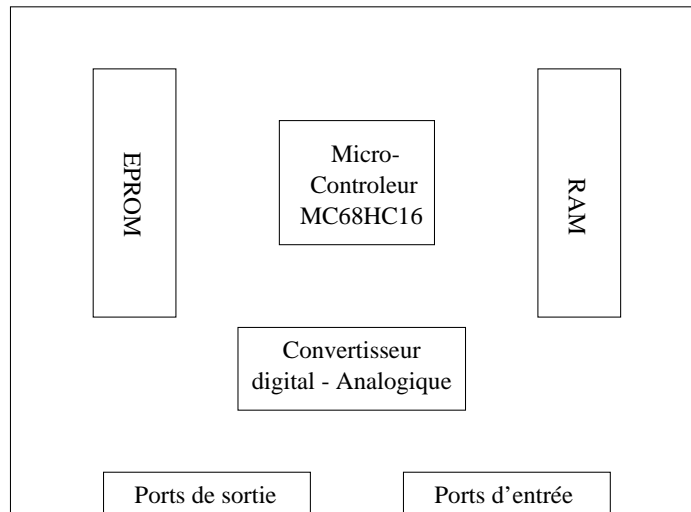 EPROM
Micro-
Controleur
MC68HC16
RAM
Convertisseur
digital - Analogique
Ports de sortie
Ports d'entrée